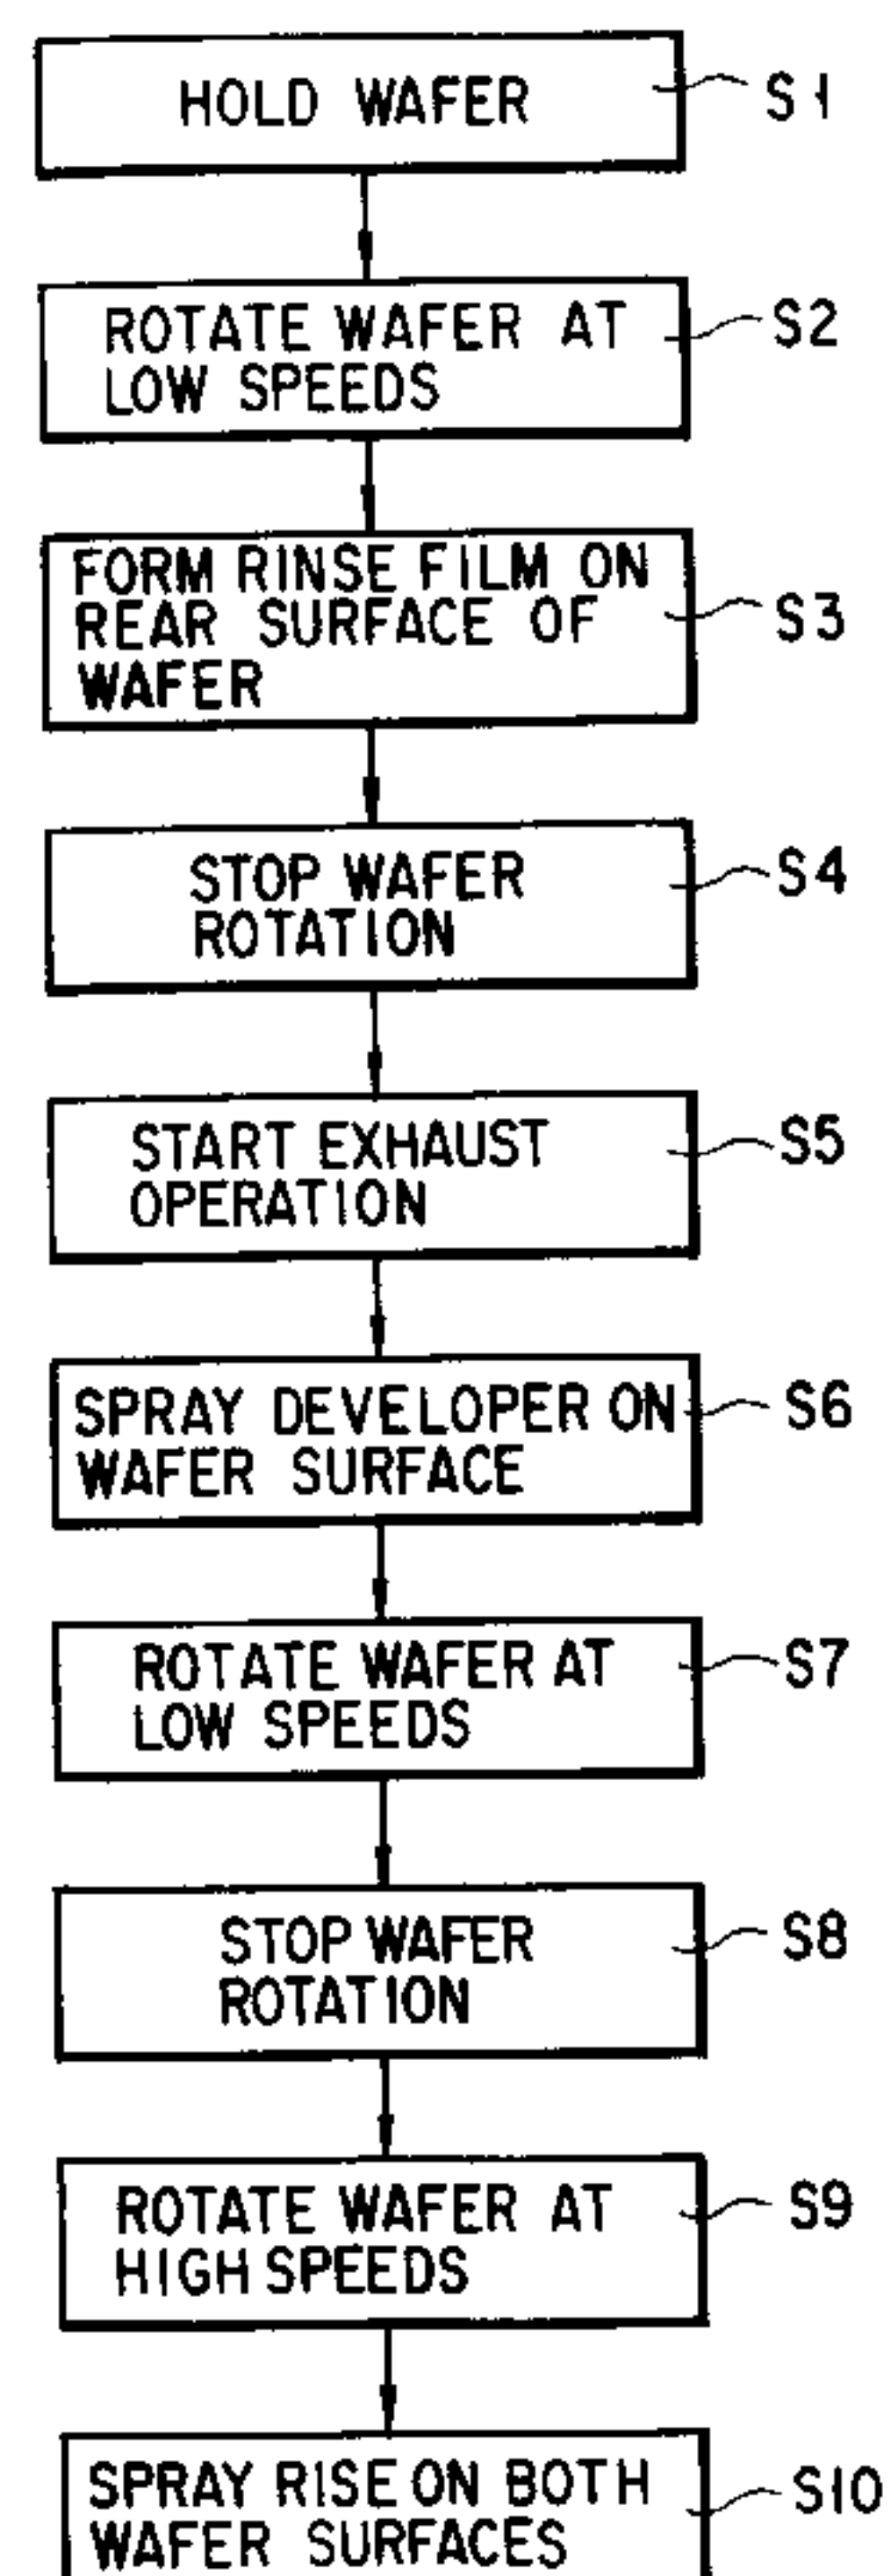 HOLD WAFER
S1
ROTATE WAFER AT
LOW SPEEDS
S2
FORM RINSE FILM ON
REAR SURFACE OF
WAFER
S3
STOP WAFER
ROTATION
S4
START EXHAUST
OPERATION
S5
SPRAY DEVELOPER ON
WAFER SURFACE
S6
ROTATE WAFER AT
LOW SPEEDS
S7
STOP WAFER
ROTATION
S8
ROTATE WAFER AT
HIGH SPEEDS
S9
SPRAY RISE ON BOTH
WAFER SURFACES
S10